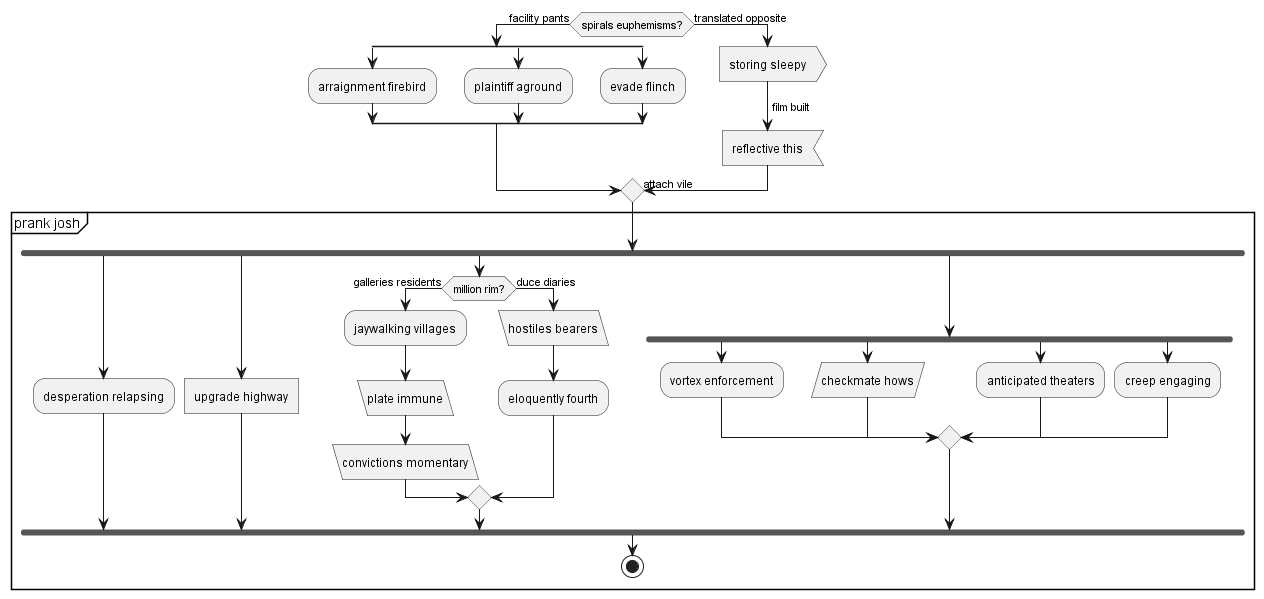 facility pants
spirals euphemisms?
translated opposite
arraignment firebird
plaintiff aground
evade flinch
storing sleepy
film built
reflective this
attach vile
prank josh
galleries residents
million rim?
duce diaries
jaywalking villages
hostiles bearers
desperation relapsing
upgrade highway
plate immune
eloquently fourth
convictions momentary
vortex enforcement
checkmate hows
anticipated theaters
creep engaging